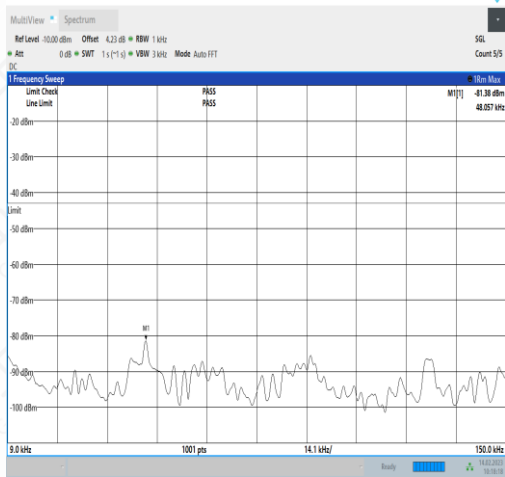 MultiView Spectrum
Ref Level -10.00 dBm Offset 4.23 dB RBW 1 kHz SGL
Att 0 dB SWT 1 s (~1 s) VBW 3 kHz Mode Auto FFT Count 5/5
DC
1 Frequency Sweep 1Rm Max
Limit Check PASS M1[1] -81.38 dBm
Line Limit PASS 48.057 kHz
-20 dBm
-30 dBm
-40 dBm
Limit
-50 dBm
-60 dBm
-70 dBm
M1
-80 dBm
-90 dBm
-100 dBm
9.0 kHz 1001 pts 14.1 kHz/ 150.0 kHz
Ready